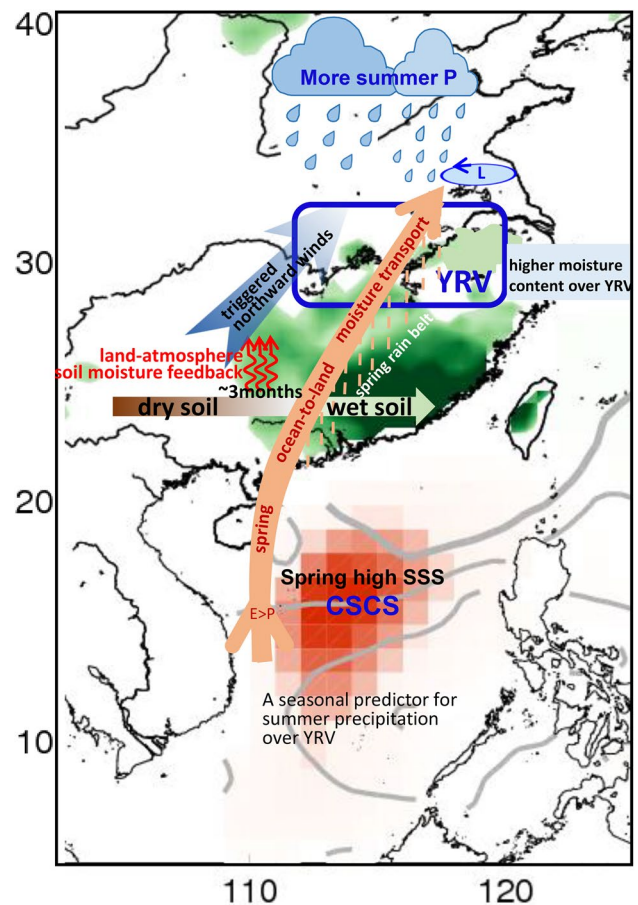 40
More summer P
L
30
triggered
northward winds
YRV
higher moisture
content over YRV
land-atmosphere
soil moisture feedback
~3months
dry soil
wet soil
spring rain belt
spring ocean-to-land moisture transport
20
Spring high SSS
CSCS
E>P
A seasonal predictor for
summer precipitation
over YRV
10
110
120